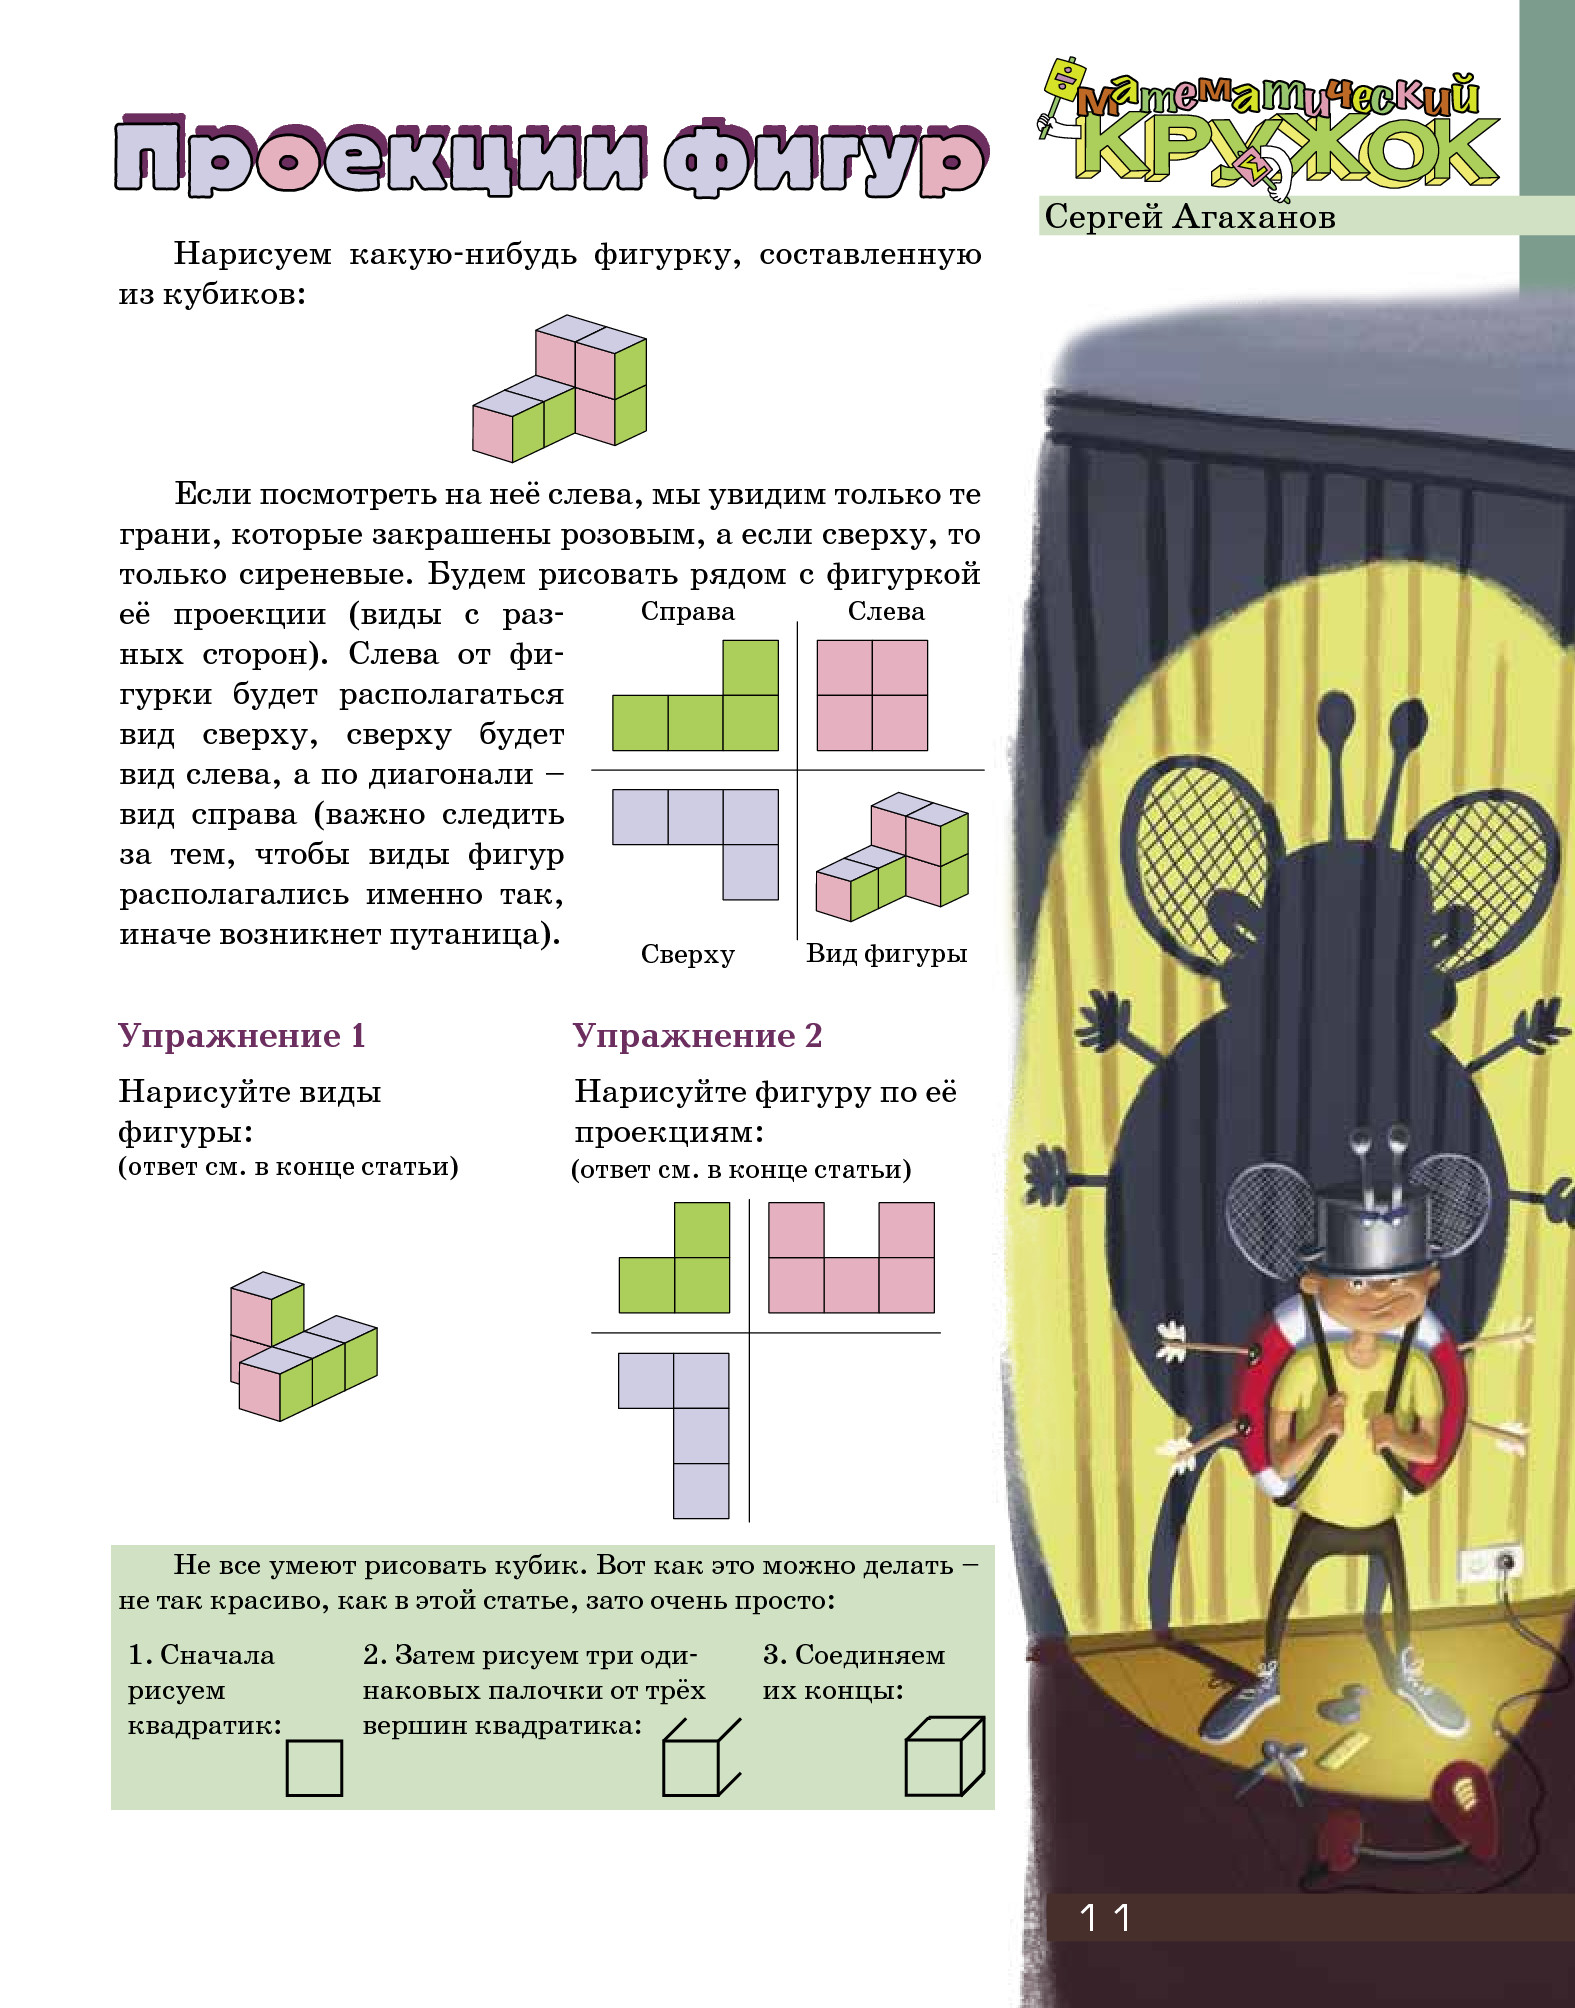 Проекции фигур
Математический
КРУЖОК
Сергей Агаханов
Нарисуем какую-нибудь фигурку, составленную
из кубиков:
Если посмотреть на неё слева, мы увидим только те
грани, которые закрашены розовым, а если сверху, то
только сиреневые. Будем рисовать рядом с фигуркой
её проекции (виды с раз-
ных сторон). Слева от фи-
гурки будет располагаться
вид сверху, сверху будет
вид слева, а по диагонали –
вид справа (важно следить
за тем, чтобы виды фигур
располагались именно так,
иначе возникнет путаница).
Справа
Слева
Сверху
Вид фигуры
Упражнение 1
Нарисуйте виды
фигуры:
(ответ см. в конце статьи)
Упражнение 2
Нарисуйте фигуру по её
проекциям:
(ответ см. в конце статьи)
Не все умеют рисовать кубик. Вот как это можно делать –
не так красиво, как в этой статье, зато очень просто:
1. Сначала
рисуем
квадратик:
2. Затем рисуем три оди-
наковых палочки от трёх
вершин квадратика:
3. Соединяем
их концы:
11